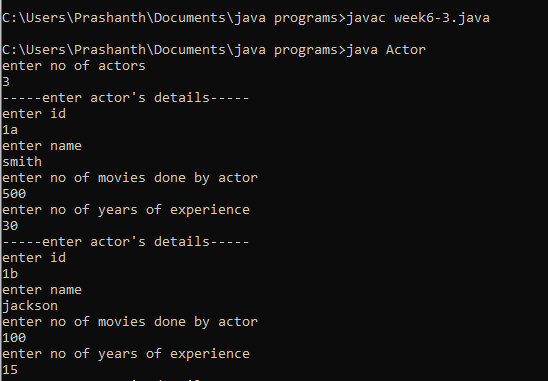 C:\Users\Prashanth\Documents\java programs>javac week6-3.java
C:\Users\Prashanth\Documents\java programs>java Actor
enter no of actors
3
-----enter actor's details-----
enter id
1a
enter name
smith
enter no of movies done by actor
500
enter no of years of experience
30
-----enter actor's details-----
enter id
1b
enter name
jackson
enter no of movies done by actor
100
enter no of years of experience
15